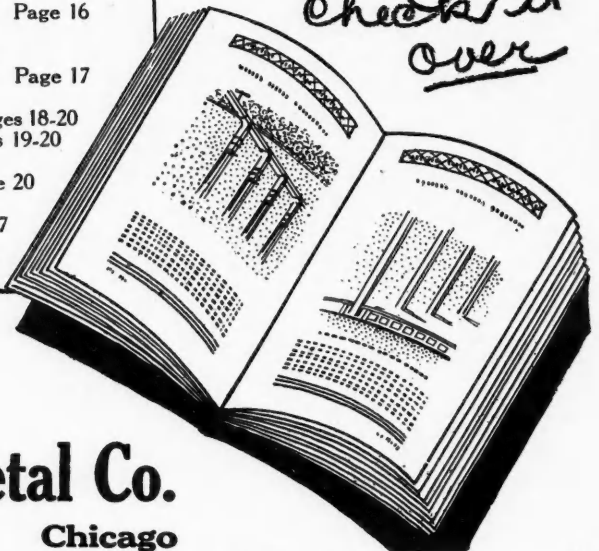 Page 16
Check it
over
Page 17
ges 18-20
s 19-20
e 20
7
etal Co.
Chicago